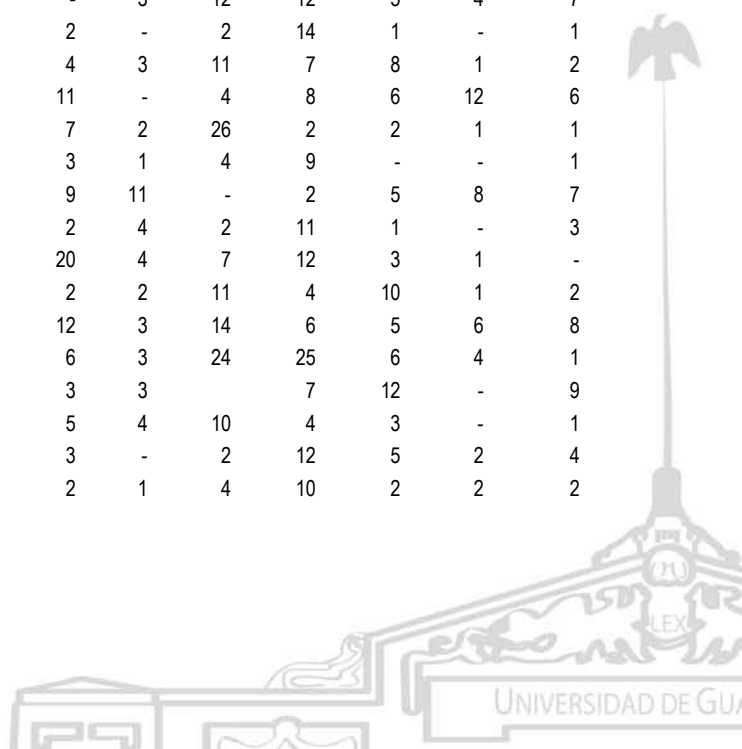 2 - 2 14 1 - 1
4 3 11 7 8 1 2
11 - 4 8 6 12 6
7 2 26 2 2 1 1
3 1 4 9 - - 1
9 11 - 2 5 8 7
2 4 2 11 1 - 3
20 4 7 12 3 1 -
2 2 11 4 10 1 2
12 3 14 6 5 6 8
6 3 24 25 6 4 1
3 3 7 12 - 9
5 4 10 4 3 - 1
3 - 2 12 5 2 4
2 1 4 10 2 2 2
LEX
UNIVERSIDAD DE